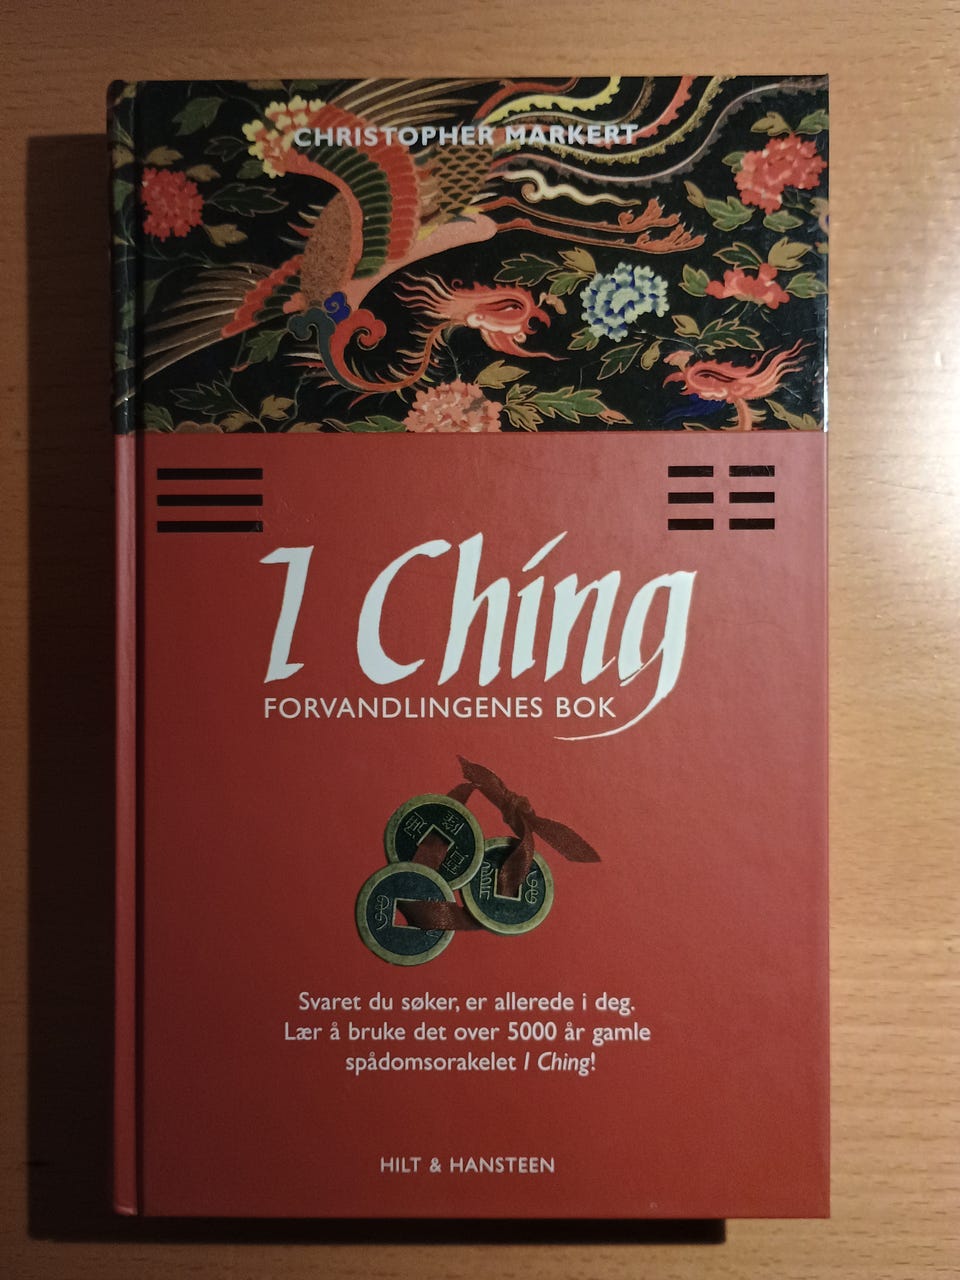 CHRISTOPHER MARKERT
I Ching
FORVANDLINGENES BOK
Svaret du søker, er allerede i deg.
Lær å bruke det over 5000 år gamle
spådomsorakelet I Ching!
HILT & HANSTEEN